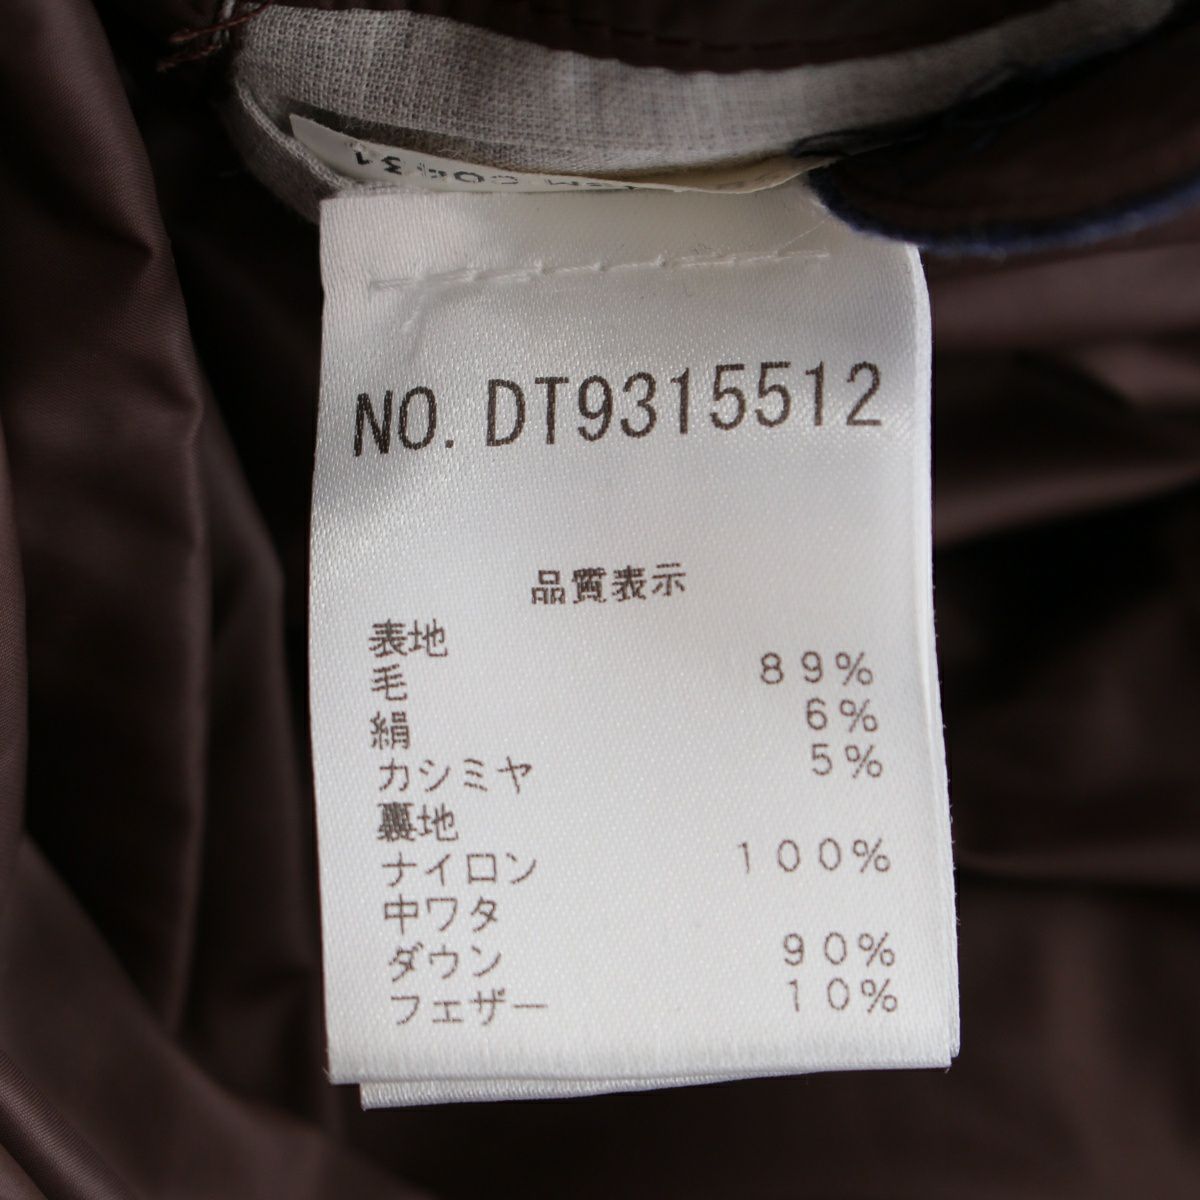 NO. DT9315512
品質表示
表地
毛 89%
絹 6%
カシミヤ 5%
裏地
ナイロン 100%
中ワタ
ダウン 90%
フェザー 10%